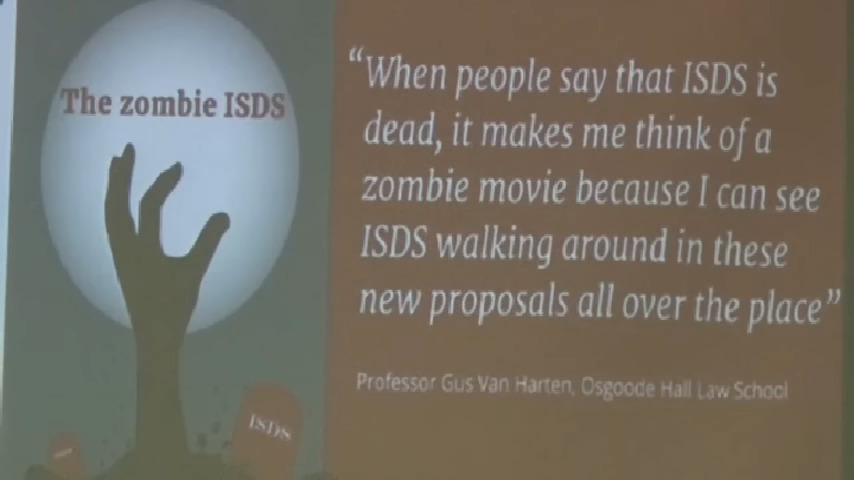 The zombie ISDS
“When people say that ISDS is
dead, it makes me think of a
zombie movie because I can see
ISDS walking around in these
new proposals all over the place”
Professor Gus Van Harten, Osgoode Hall Law School
ISDS